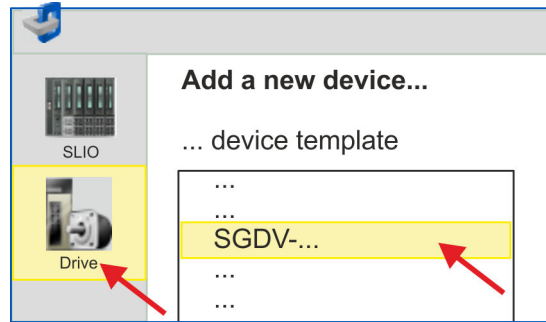 Add a new device...
SLIO
... device template
...
...
SGDV-...
Drive
...
...